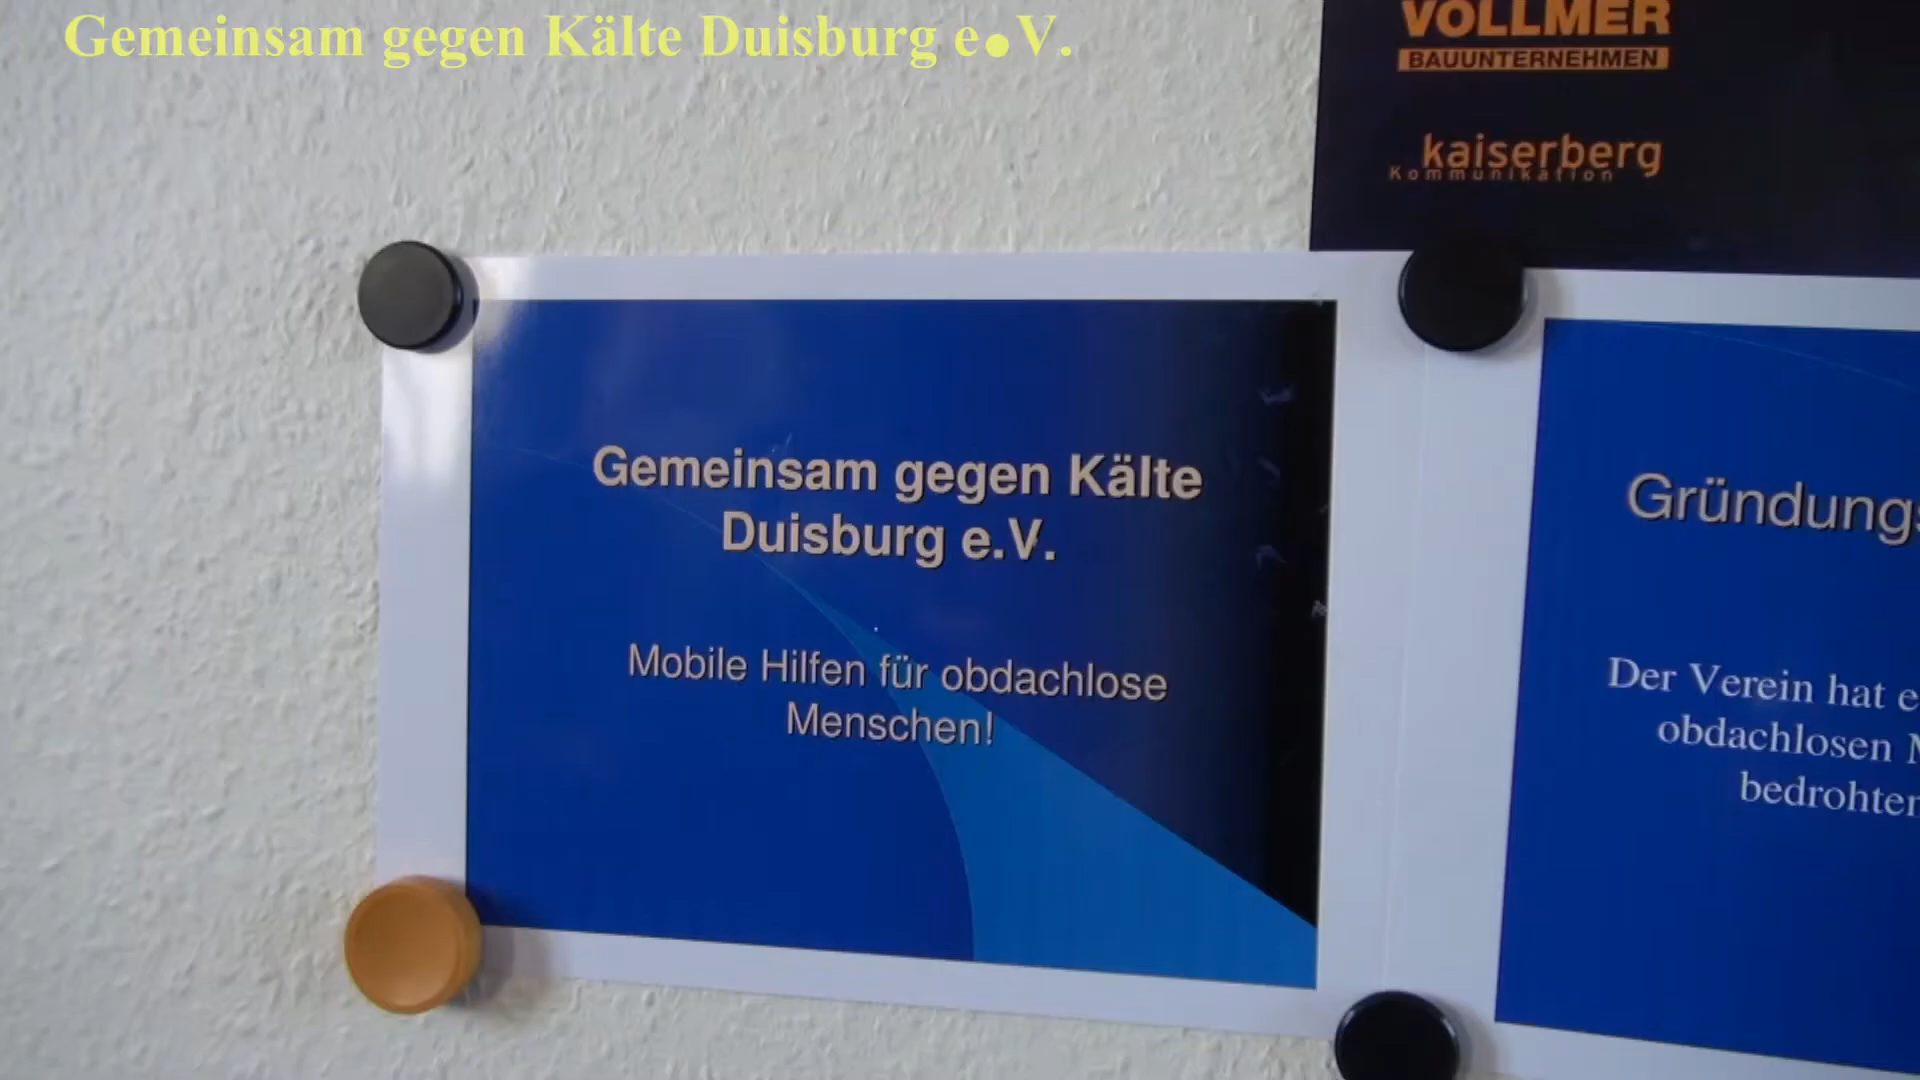 Gemeinsam gegen Kälte Duisburg e.V.
VOLLMER
BAUUNTERNEHMEN
kaiserberg
Kommunikation
Gemeinsam gegen Kälte
Duisburg e.V.
Mobile Hilfen für obdachlose
Menschen!
Der Verein hat
obdachlosen